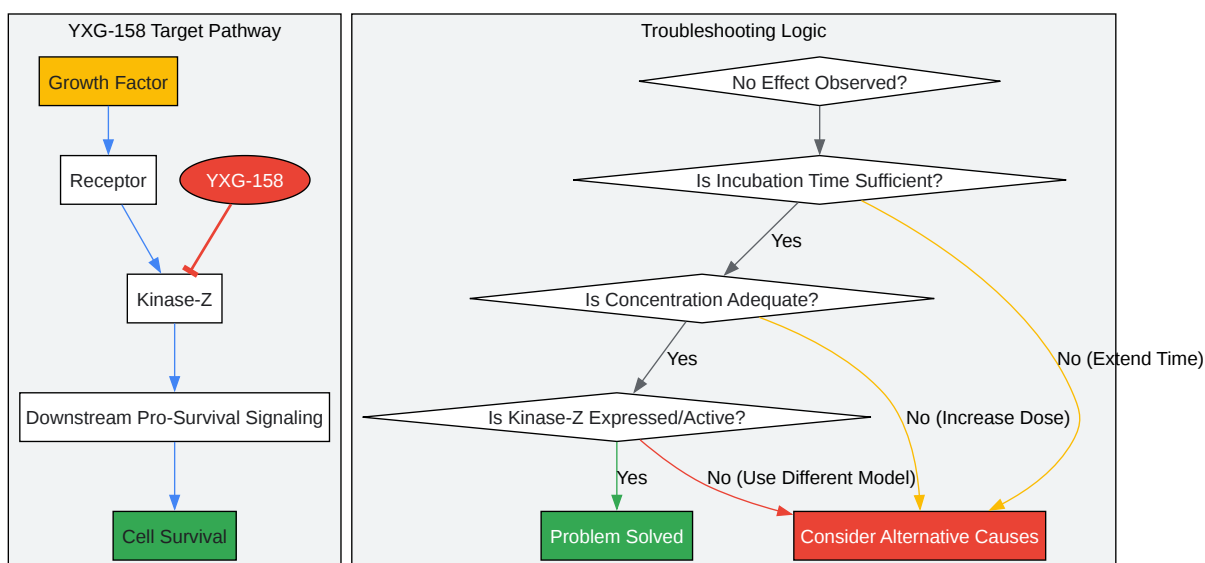 YXG-158 Target Pathway
Growth Factor
Receptor
YXG-158
Kinase-Z
Downstream Pro-Survival Signaling
Cell Survival
Troubleshooting Logic
No Effect Observed?
Is Incubation Time Sufficient?
Yes
Is Concentration Adequate?
Yes
No (Extend Time)
Is Kinase-Z Expressed/Active?
No (Increase Dose)
Yes
No (Use Different Model)
Problem Solved
Consider Alternative Causes